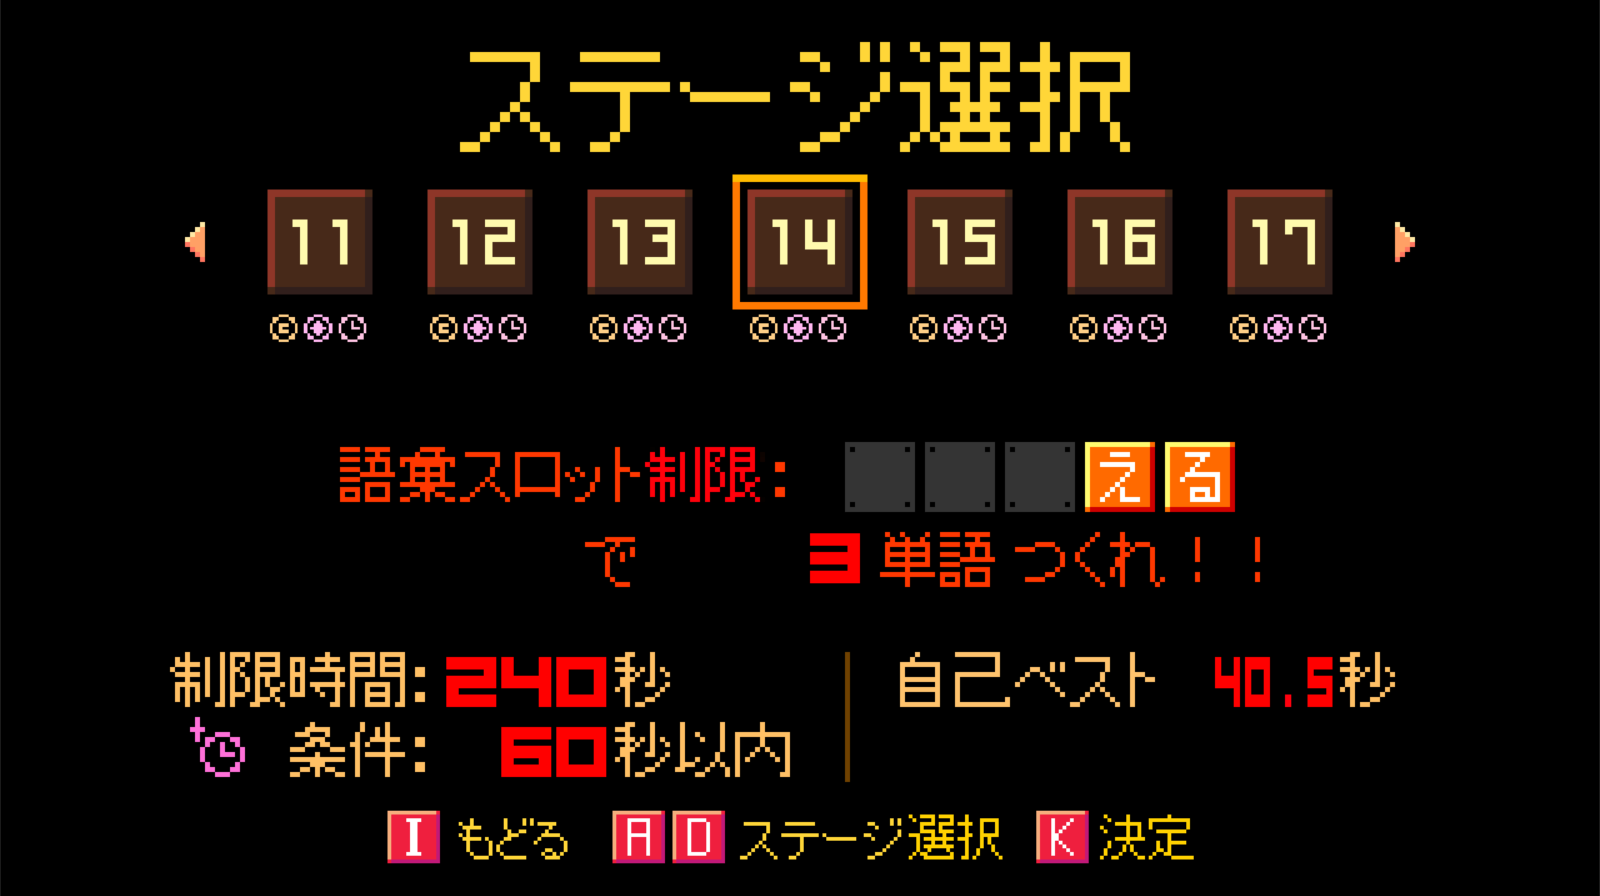 ステージ選択
11 12 13 14 15 16 17
語彙スロット制限： える
で 3 単語 つくれ！！
制限時間：240秒
条件： 60秒以内
自己ベスト 40.5秒
I もどる A D ステージ選択 K 決定